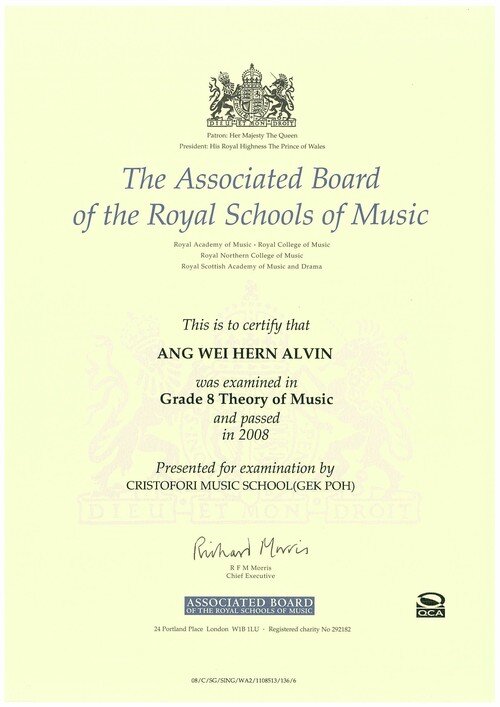 DIEU ET MON DROIT
Patron: Her Majesty The Queen
President: His Royal Highness The Prince of Wales
The Associated Board
of the Royal Schools of Music
Royal Academy of Music • Royal College of Music
Royal Northern College of Music
Royal Scottish Academy of Music and Drama
This is to certify that
ANG WEI HERN ALVIN
was examined in
Grade 8 Theory of Music
and passed
in 2008
Presented for examination by
CRISTOFORI MUSIC SCHOOL(GEK POH)
DIEU ET MON DROIT
Richard Morris
R F M Morris
Chief Executive
ASSOCIATED BOARD
OF THE ROYAL SCHOOLS OF MUSIC
QCA
24 Portland Place London W1B 1LU • Registered charity No 292182
08/C/SG/SING/WA2/1108513/136/6